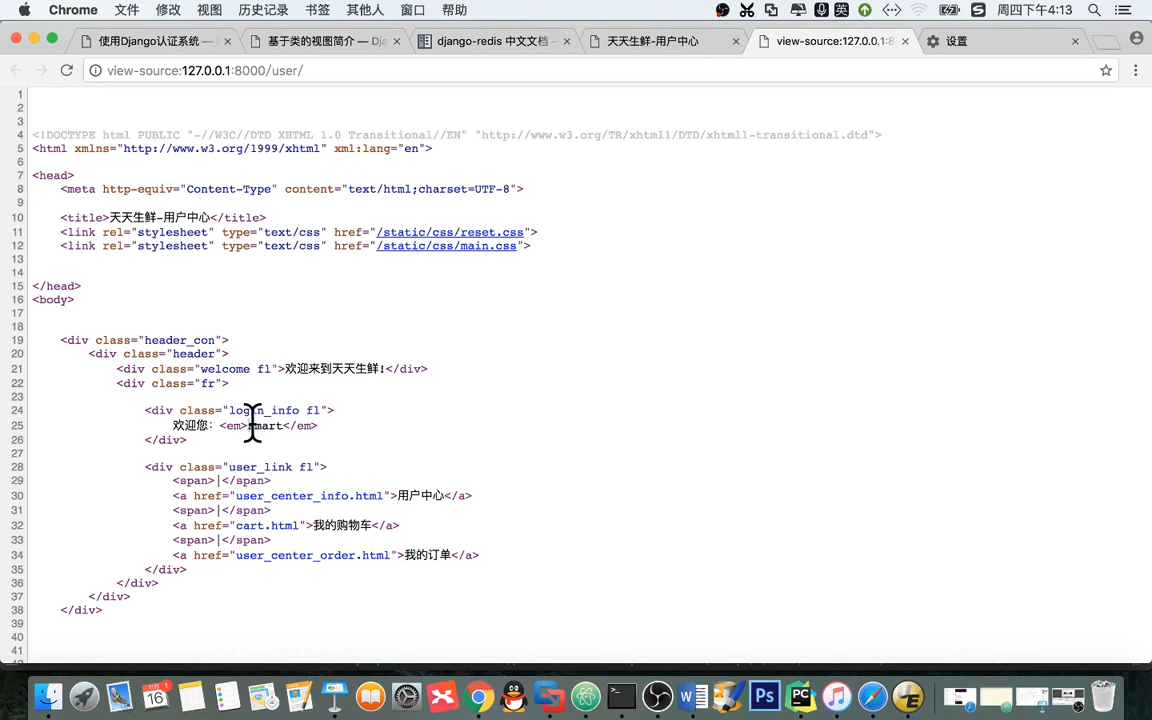 Chrome 文件 修改 视图 历史记录 书签 其他人 窗口 帮助 英 周四下午4:13
使用Django认证系统 — 基于类的视图简介 — Dja django-redis 中文文档 — 天天生鲜-用户中心 view-source:127.0.0.1:8 设置
view-source:127.0.0.1:8000/user/
1
2
3
4 <!DOCTYPE html PUBLIC "-//W3C//DTD XHTML 1.0 Transitional//EN" "http://www.w3.org/TR/xhtml1/DTD/xhtml1-transitional.dtd">
5 <html xmlns="http://www.w3.org/1999/xhtml" xml:lang="en">
6
7 <head>
8 <meta http-equiv="Content-Type" content="text/html;charset=UTF-8">
9
10 <title>天天生鲜-用户中心</title>
11 <link rel="stylesheet" type="text/css" href="/static/css/reset.css">
12 <link rel="stylesheet" type="text/css" href="/static/css/main.css">
13
14
15 </head>
16 <body>
17
18
19 <div class="header_con">
20 <div class="header">
21 <div class="welcome fl">欢迎来到天天生鲜!</div>
22 <div class="fr">
23
24 <div class="login_info fl">
25 欢迎您：<em>smart</em>
26 </div>
27
28 <div class="user_link fl">
29 <span>|</span>
30 <a href="user_center_info.html">用户中心</a>
31 <span>|</span>
32 <a href="cart.html">我的购物车</a>
33 <span>|</span>
34 <a href="user_center_order.html">我的订单</a>
35 </div>
36 </div>
37 </div>
38 </div>
39
40
41
16